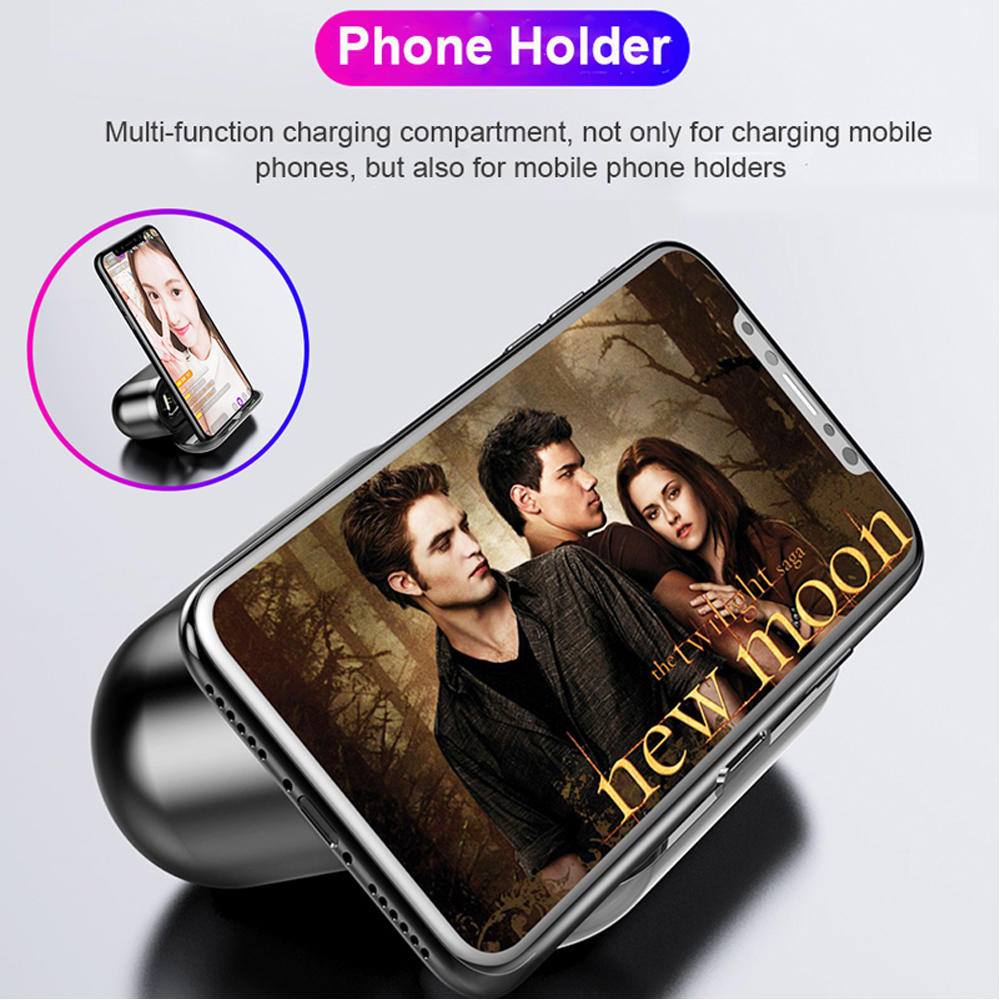 Phone Holder
Multi-function charging compartment, not only for charging mobile
phones, but also for mobile phone holders
the twilight saga
new moon